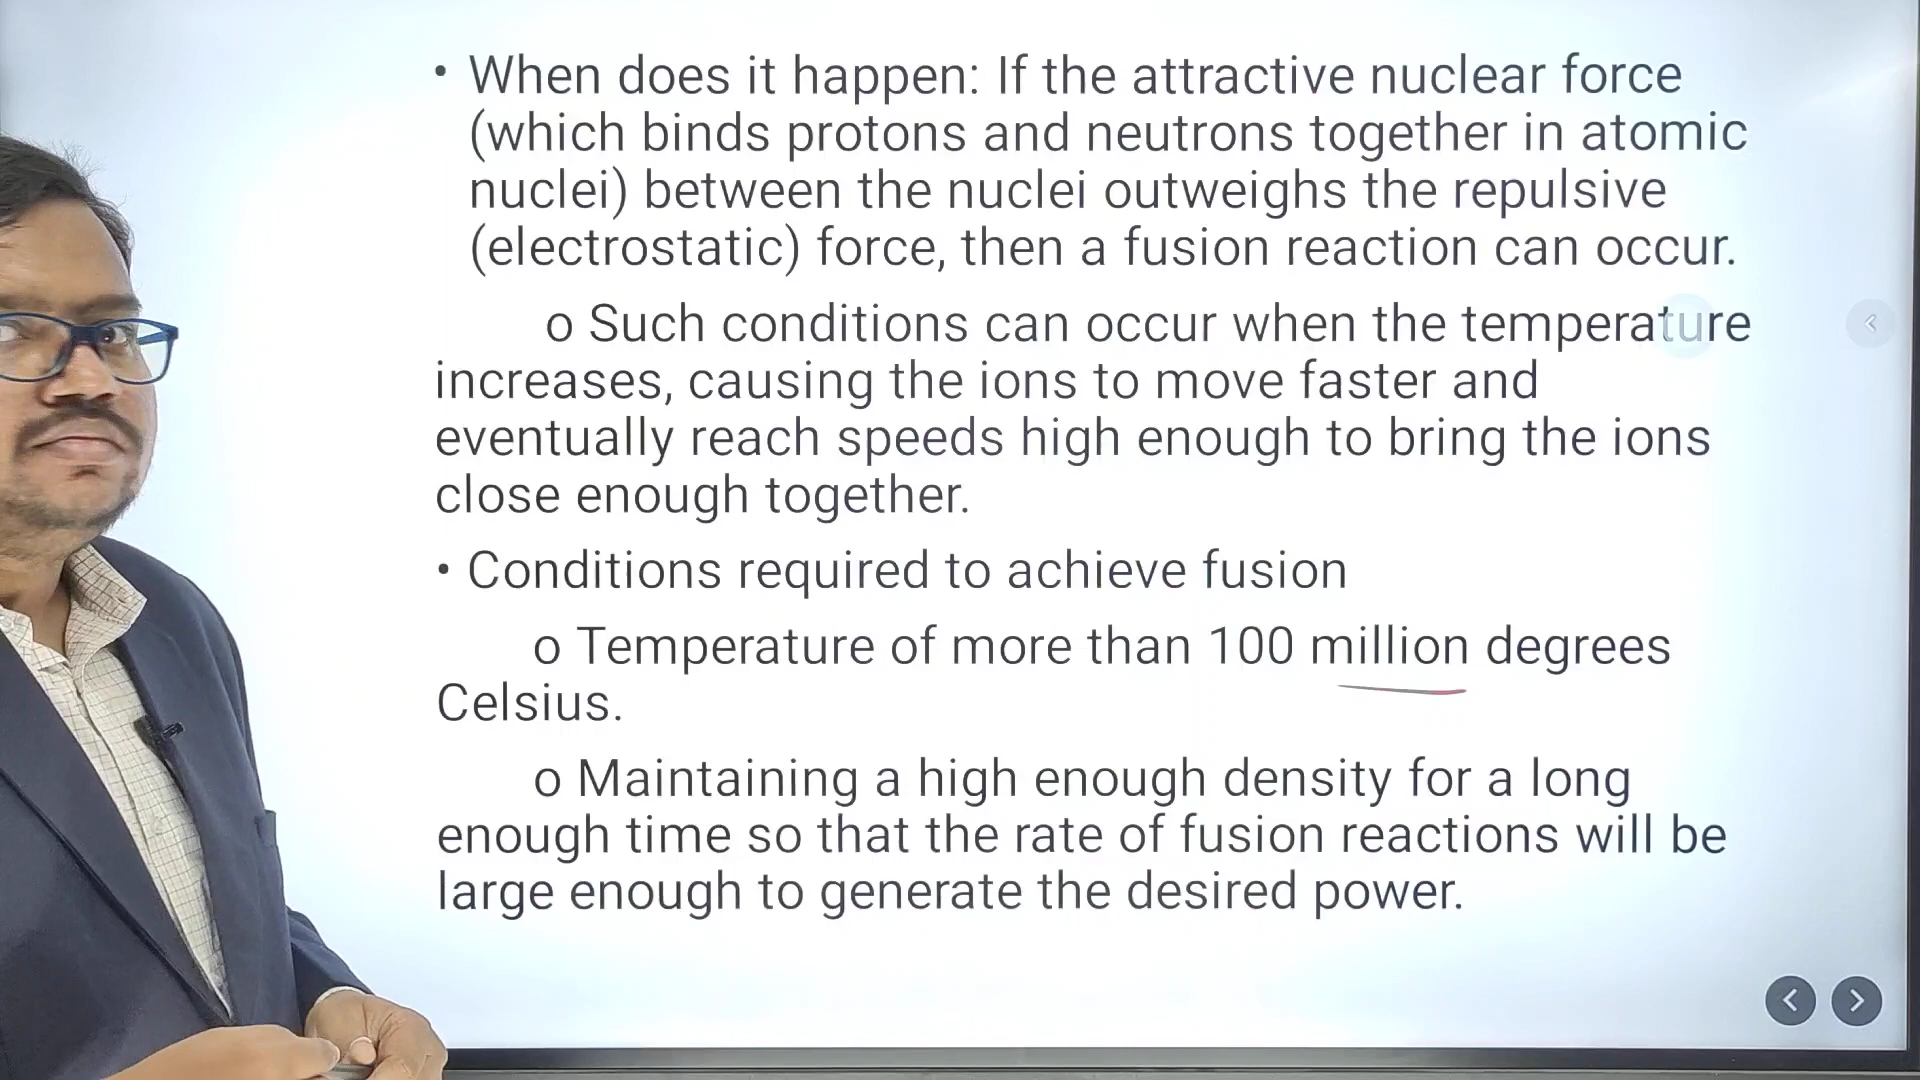 • When does it happen: If the attractive nuclear force
(which binds protons and neutrons together in atomic
nuclei) between the nuclei outweighs the repulsive
(electrostatic) force, then a fusion reaction can occur.
o Such conditions can occur when the temperature
increases, causing the ions to move faster and
eventually reach speeds high enough to bring the ions
close enough together.
• Conditions required to achieve fusion
o Temperature of more than 100 million degrees
Celsius.
o Maintaining a high enough density for a long
enough time so that the rate of fusion reactions will be
large enough to generate the desired power.